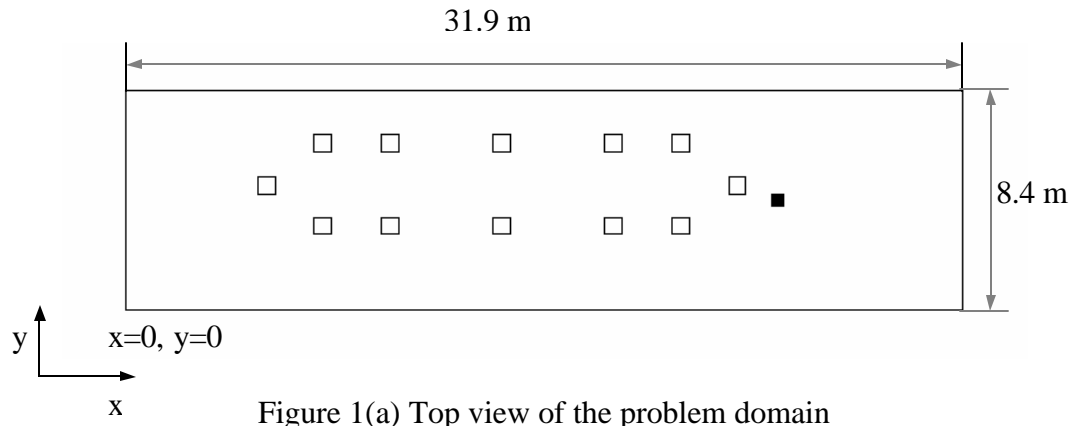 31.9 m
8.4 m
y
x=0, y=0
x
Figure 1(a) Top view of the problem domain